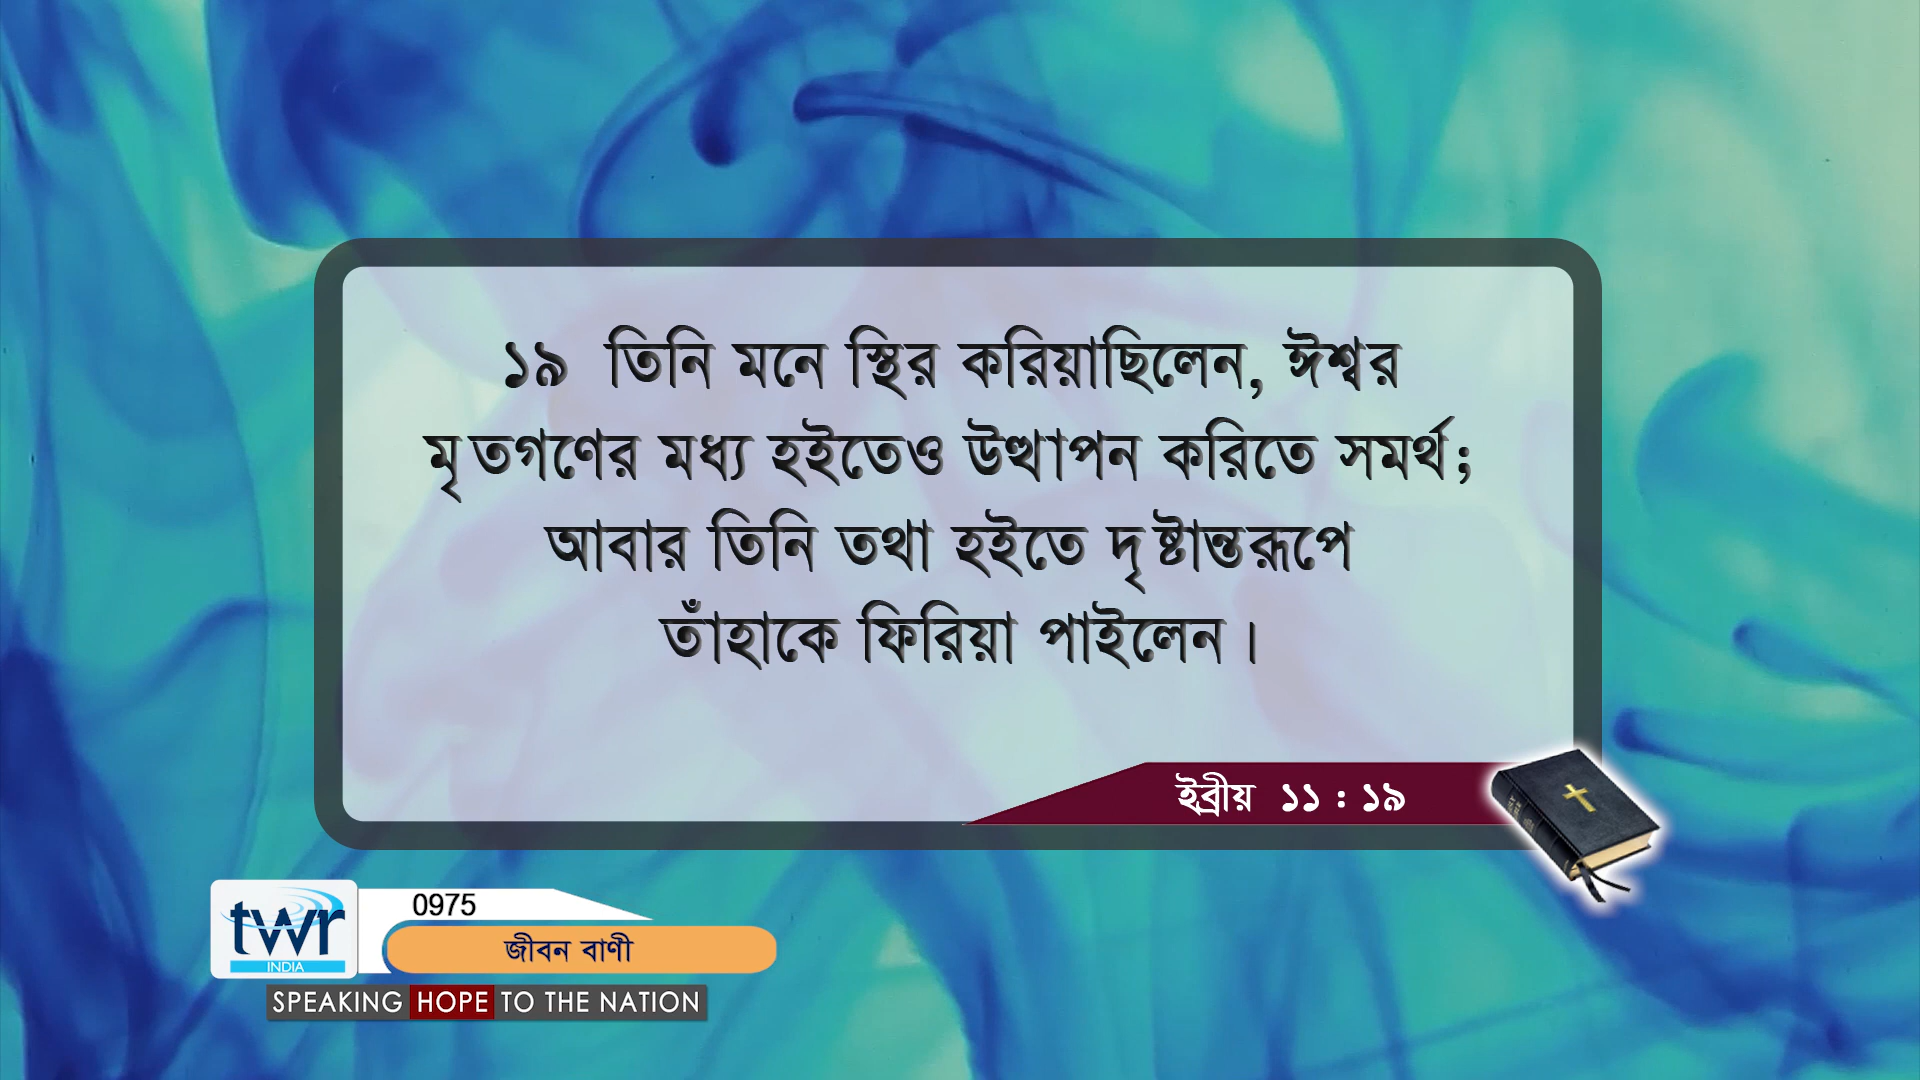 ১৯ তিনি মনে স্থির করিয়াছিলেন, ঈশ্বর
মৃতগণের মধ্য হইতেও উত্থাপন করিতে সমর্থ;
আবার তিনি তথা হইতে দৃষ্টান্তরূপে
তাঁহাকে ফিরিয়া পাইলেন।
ইব্রীয় ১১ : ১৯
0975
twr
INDIA
জীবন বাণী
SPEAKING HOPE TO THE NATION